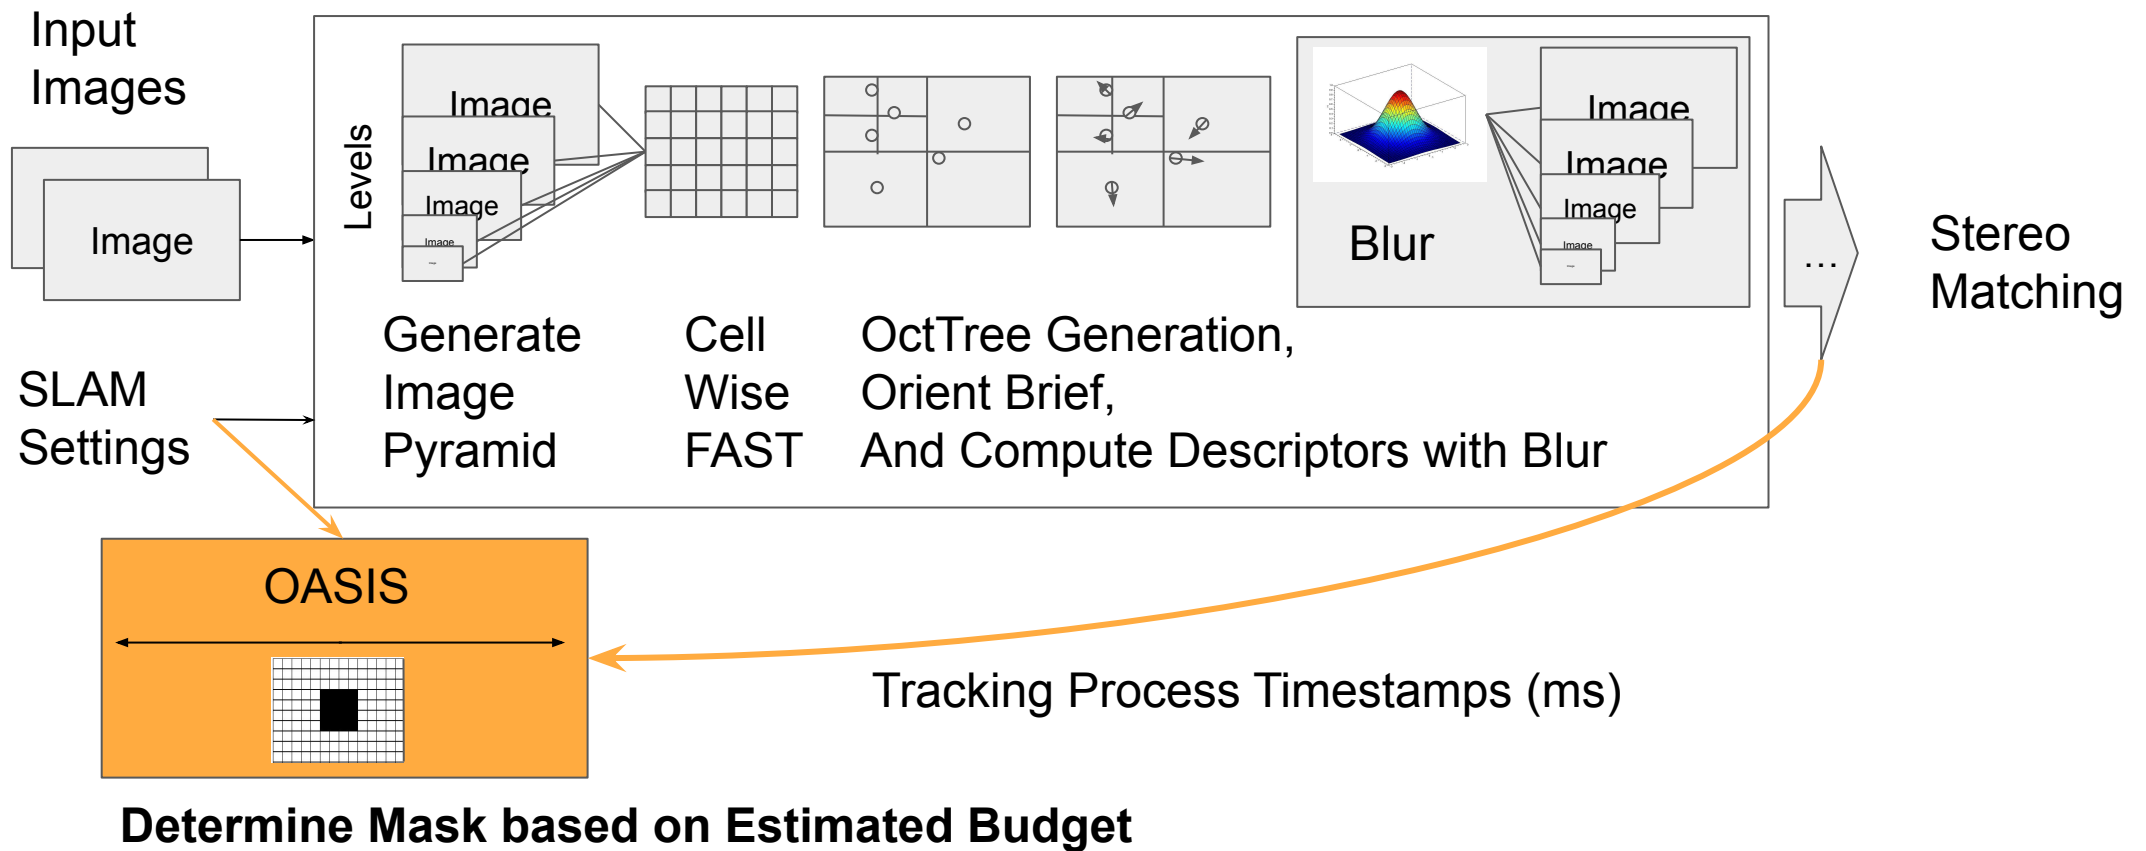 Input
Images
Image
SLAM
Settings
Levels
Image
Image
Image
Image
Generate
Image
Pyramid
Cell
Wise
FAST
OctTree Generation,
Orient Brief,
And Compute Descriptors with Blur
Blur
Image
Image
Image
Image
...
Stereo
Matching
OASIS
Tracking Process Timestamps (ms)
Determine Mask based on Estimated Budget